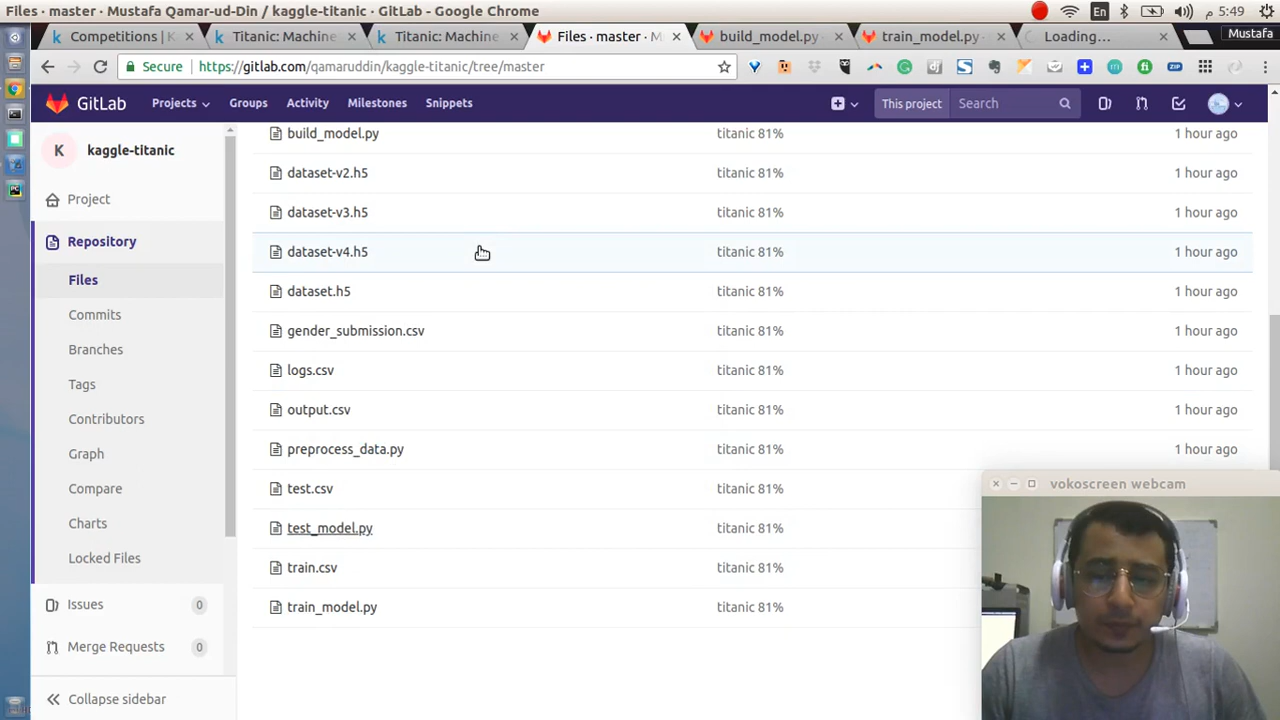 Files · master · Mustafa Qamar-ud-Din / kaggle-titanic · GitLab - Google Chrome
En
5:49 م
Competitions | K
Titanic: Machine
Titanic: Machine
Files · master · M
build_model.py ·
train_model.py ·
Loading...
Mustafa
Secure
https://gitlab.com/qamaruddin/kaggle-titanic/tree/master
GitLab
Projects
Groups
Activity
Milestones
Snippets
This project
Search
K
kaggle-titanic
Project
Repository
Files
Commits
Branches
Tags
Contributors
Graph
Compare
Charts
Locked Files
Issues 0
Merge Requests 0
Collapse sidebar
build_model.py titanic 81% 1 hour ago
dataset-v2.h5 titanic 81% 1 hour ago
dataset-v3.h5 titanic 81% 1 hour ago
dataset-v4.h5 titanic 81% 1 hour ago
dataset.h5 titanic 81% 1 hour ago
gender_submission.csv titanic 81% 1 hour ago
logs.csv titanic 81% 1 hour ago
output.csv titanic 81% 1 hour ago
preprocess_data.py titanic 81% 1 hour ago
test.csv titanic 81%
test_model.py titanic 81%
train.csv titanic 81%
train_model.py titanic 81%
vokoscreen webcam